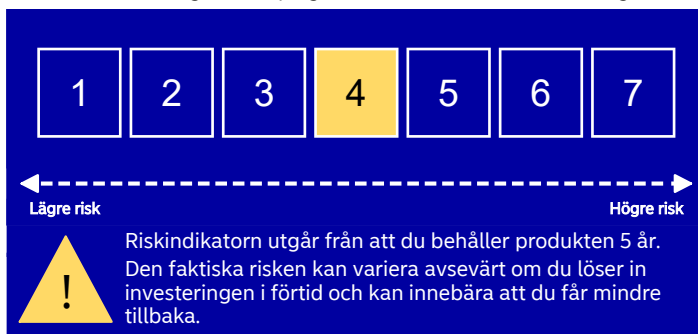 1 2 3 4 5 6 7
Lägre risk Högre risk
Riskindikatorn utgår från att du behåller produkten 5 år.
Den faktiska risken kan variera avsevärt om du löser in
investeringen i förtid och kan innebära att du får mindre
tillbaka.
!